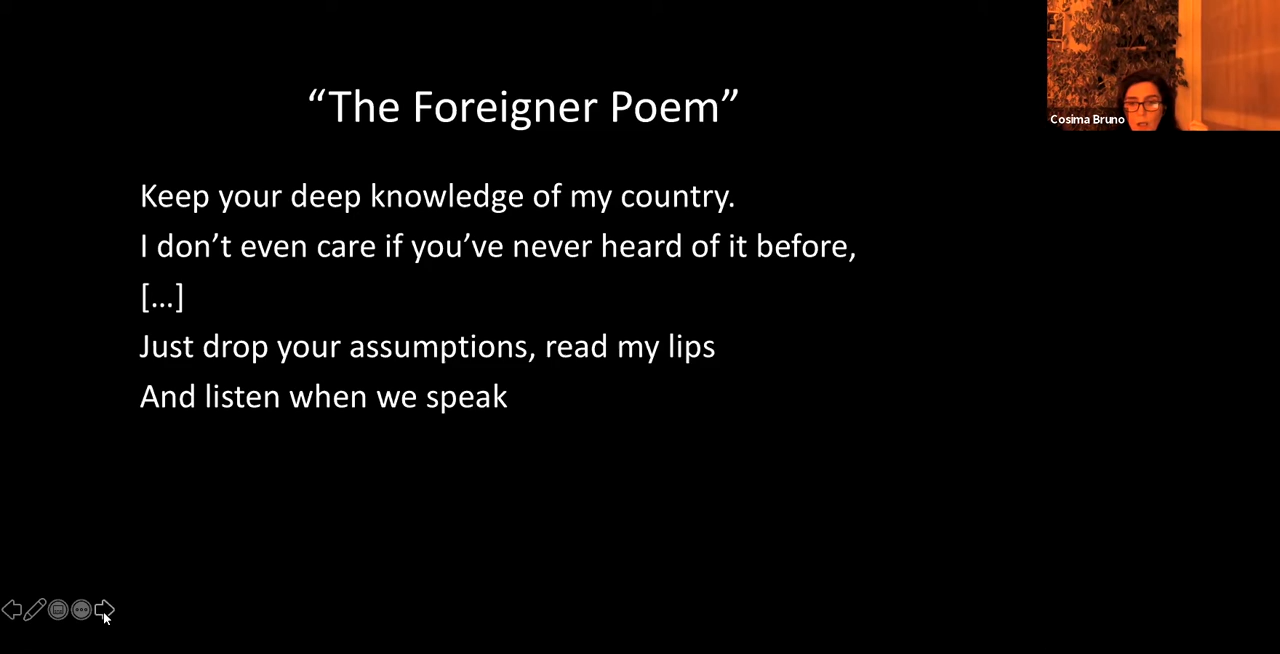 “The Foreigner Poem”
Cosima Bruno
Keep your deep knowledge of my country.
I don’t even care if you’ve never heard of it before,
[…]
Just drop your assumptions, read my lips
And listen when we speak